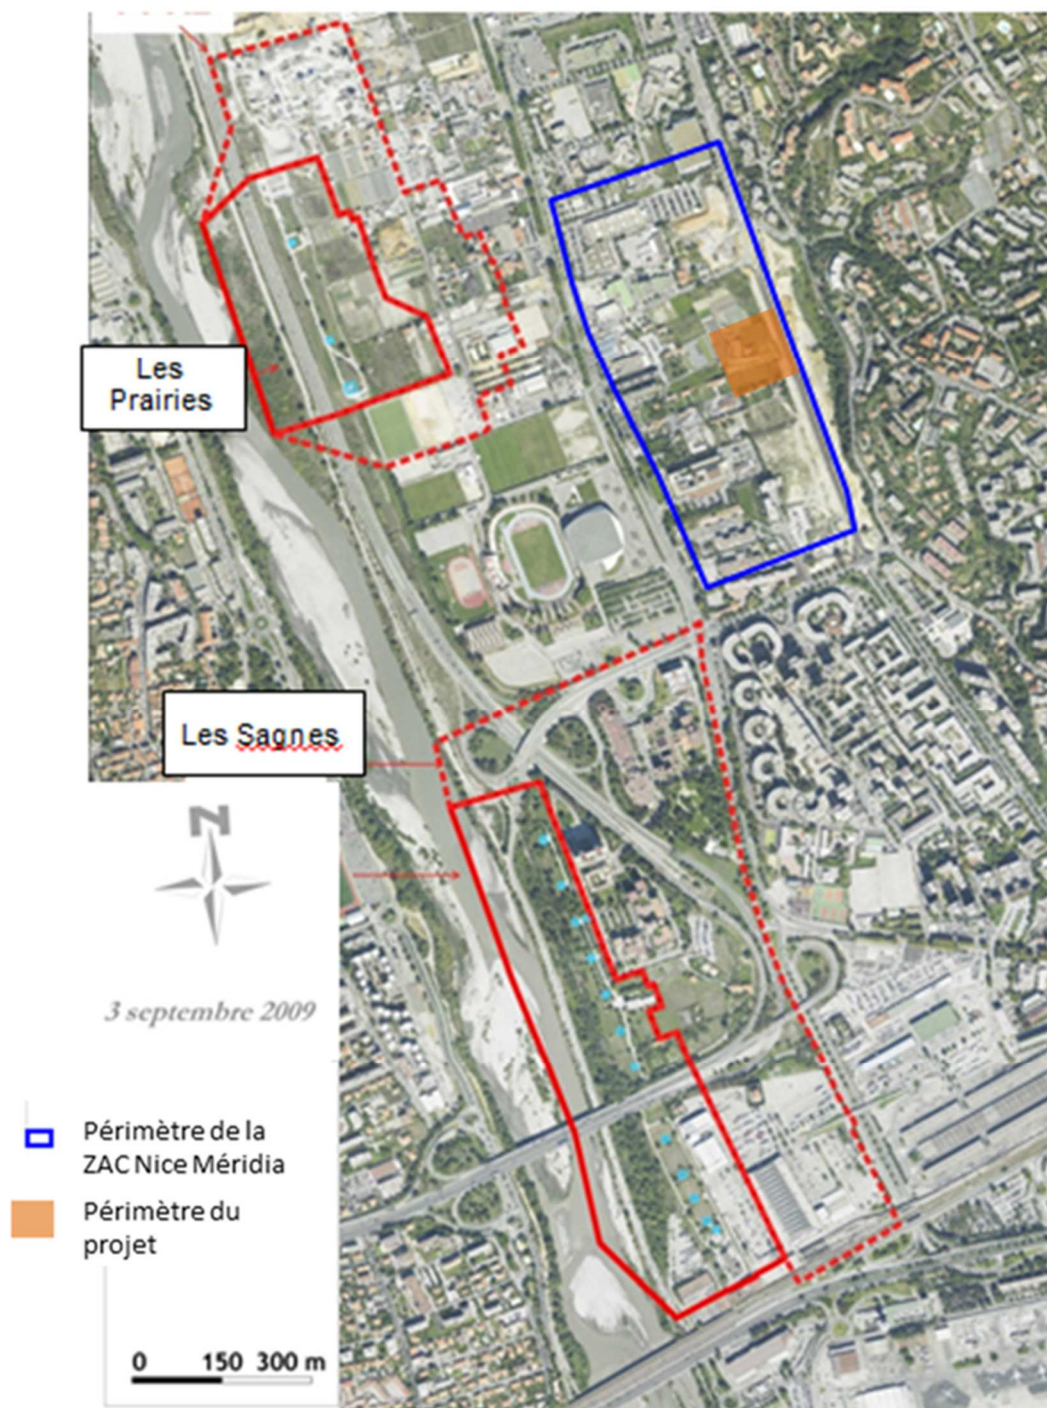 Les
Prairies
Les Sagnes
N
3 septembre 2009
Périmètre de la
ZAC Nice Méridia
Périmètre du
projet
0 150 300 m